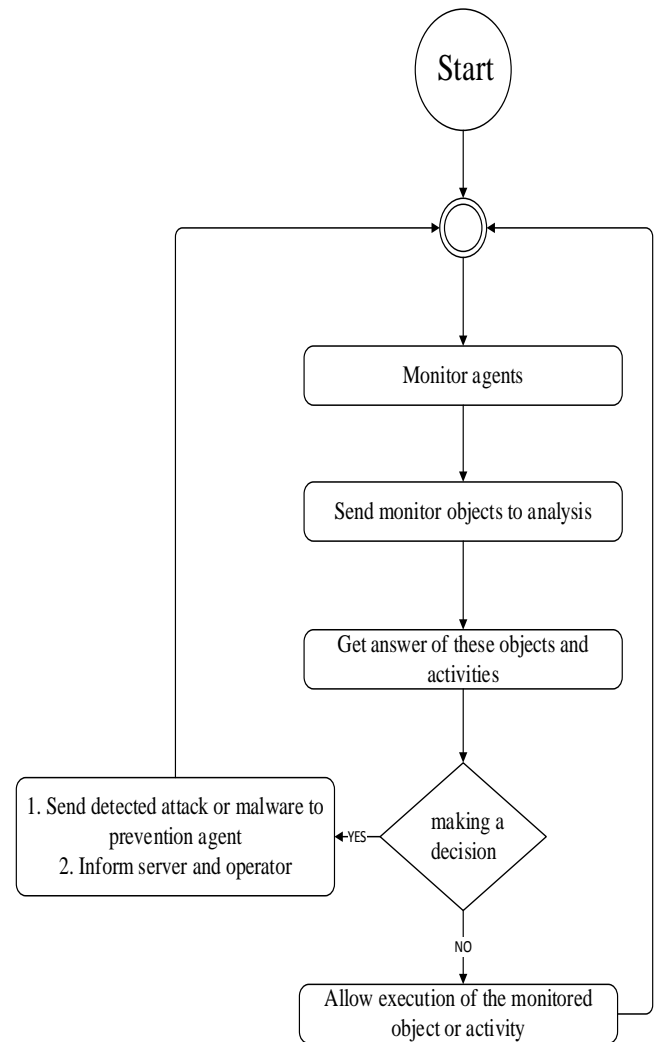 Start
Monitor agents
Send monitor objects to analysis
Get answer of these objects and
activities
making a
decision
YES
1. Send detected attack or malware to
prevention agent
2. Inform server and operator
NO
Allow execution of the monitored
object or activity